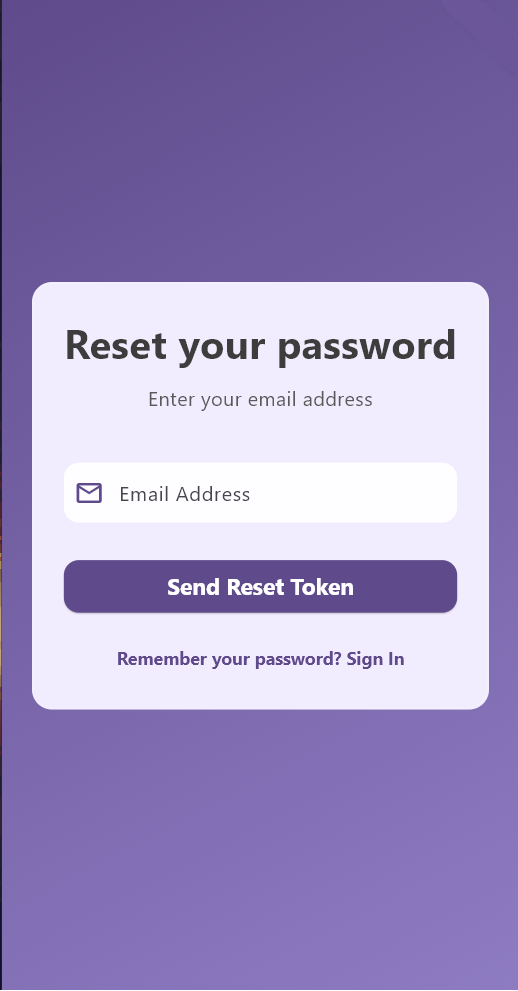 Reset your password
Enter your email address
Email Address
Send Reset Token
Remember your password? Sign In